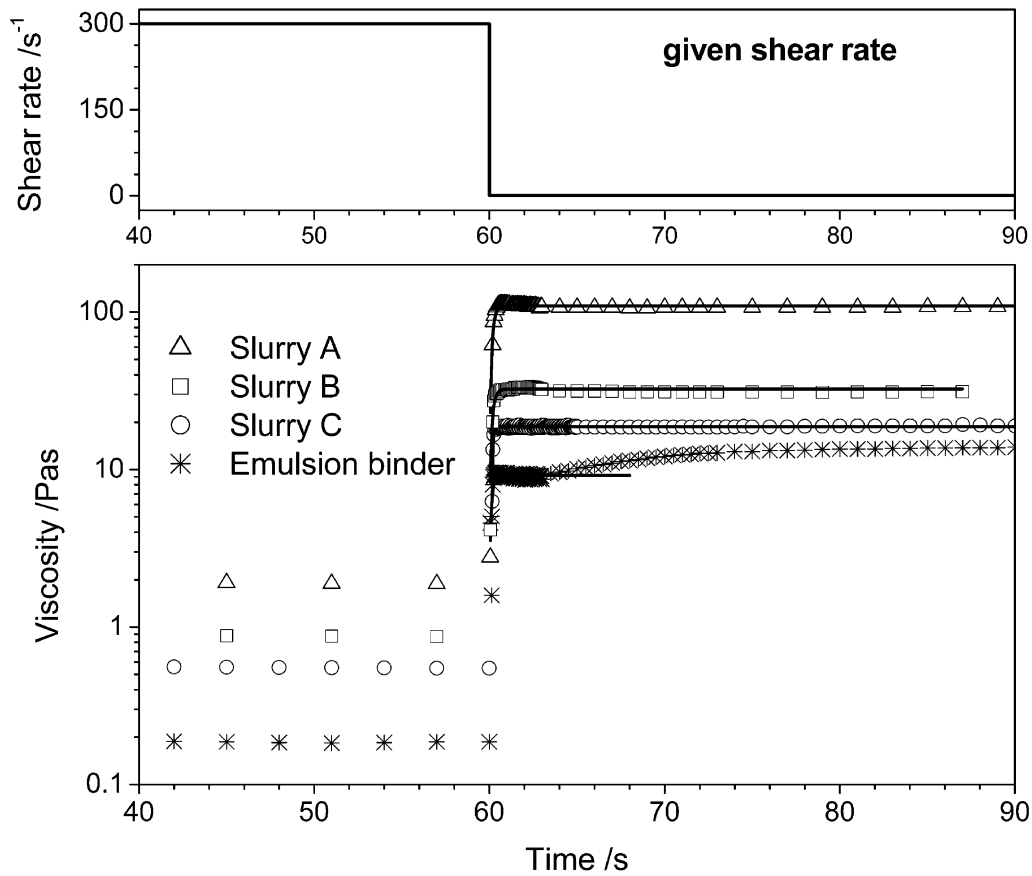 given shear rate
Shear rate /s-1
300
150
0
40 50 60 70 80 90
Slurry A
Slurry B
Slurry C
Emulsion binder
Viscosity /Pas
100
10
1
0.1
40 50 60 70 80 90
Time /s